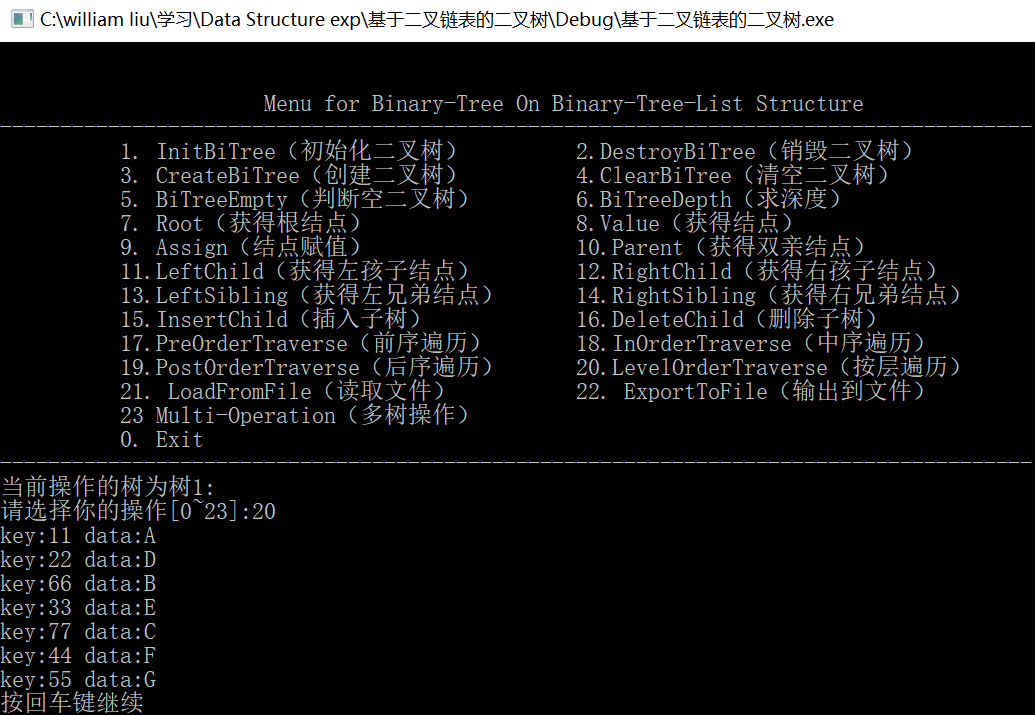 C:\william liu\学习\Data Structure exp\基于二叉链表的二叉树\Debug\基于二叉链表的二叉树.exe
Menu for Binary-Tree On Binary-Tree-List Structure
1. InitBiTree（初始化二叉树） 2.DestroyBiTree（销毁二叉树）
3. CreateBiTree（创建二叉树） 4.ClearBiTree（清空二叉树）
5. BiTreeEmpty（判断空二叉树） 6.BiTreeDepth（求深度）
7. Root（获得根结点） 8.Value（获得结点）
9. Assign（结点赋值） 10.Parent（获得双亲结点）
11.LeftChild（获得左孩子结点） 12.RightChild（获得右孩子结点）
13.LeftSibling（获得左兄弟结点） 14.RightSibling（获得右兄弟结点）
15.InsertChild（插入子树） 16.DeleteChild（删除子树）
17.PreOrderTraverse（前序遍历） 18.InOrderTraverse（中序遍历）
19.PostOrderTraverse（后序遍历） 20.LevelOrderTraverse（按层遍历）
21. LoadFromFile（读取文件） 22. ExportToFile（输出到文件）
23 Multi-Operation（多树操作）
0. Exit
当前操作的树为树1:
请选择你的操作[0~23]:20
key:11 data:A
key:22 data:D
key:66 data:B
key:33 data:E
key:77 data:C
key:44 data:F
key:55 data:G
按回车键继续